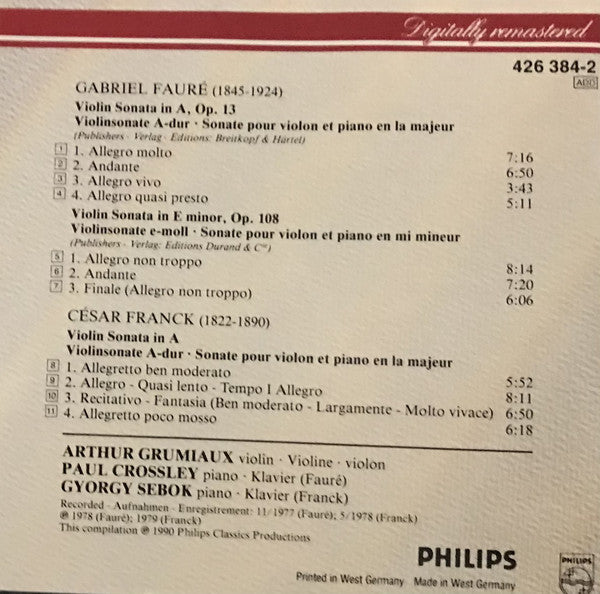 Digitally remastered
426 384-2
ADD
GABRIEL FAURÉ (1845-1924)
Violin Sonata in A, Op. 13
Violinsonate A-dur · Sonate pour violon et piano en la majeur
(Publishers · Verlag · Editions: Breitkopf & Härtel)
1 1. Allegro molto 7:16
2 2. Andante 6:50
3 3. Allegro vivo 3:43
4 4. Allegro quasi presto 5:11
Violin Sonata in E minor, Op. 108
Violinsonate e-moll · Sonate pour violon et piano en mi mineur
(Publishers · Verlag: Editions Durand & Cie)
5 1. Allegro non troppo 8:14
6 2. Andante 7:20
7 3. Finale (Allegro non troppo) 6:06
CÉSAR FRANCK (1822-1890)
Violin Sonata in A
Violinsonate A-dur · Sonate pour violon et piano en la majeur
8 1. Allegretto ben moderato 5:52
9 2. Allegro - Quasi lento - Tempo I Allegro 8:11
10 3. Recitativo - Fantasia (Ben moderato - Largamente - Molto vivace) 6:50
11 4. Allegretto poco mosso 6:18
ARTHUR GRUMIAUX violin · Violine · violon
PAUL CROSSLEY piano · Klavier (Fauré)
GYORGY SEBOK piano · Klavier (Franck)
Recorded · Aufnahmen · Enregistrement: 11/1977 (Fauré); 5/1978 (Franck)
℗ 1978 (Fauré); 1979 (Franck)
This compilation ℗ 1990 Philips Classics Productions
PHILIPS
PHILIPS
Printed in West Germany Made in West Germany